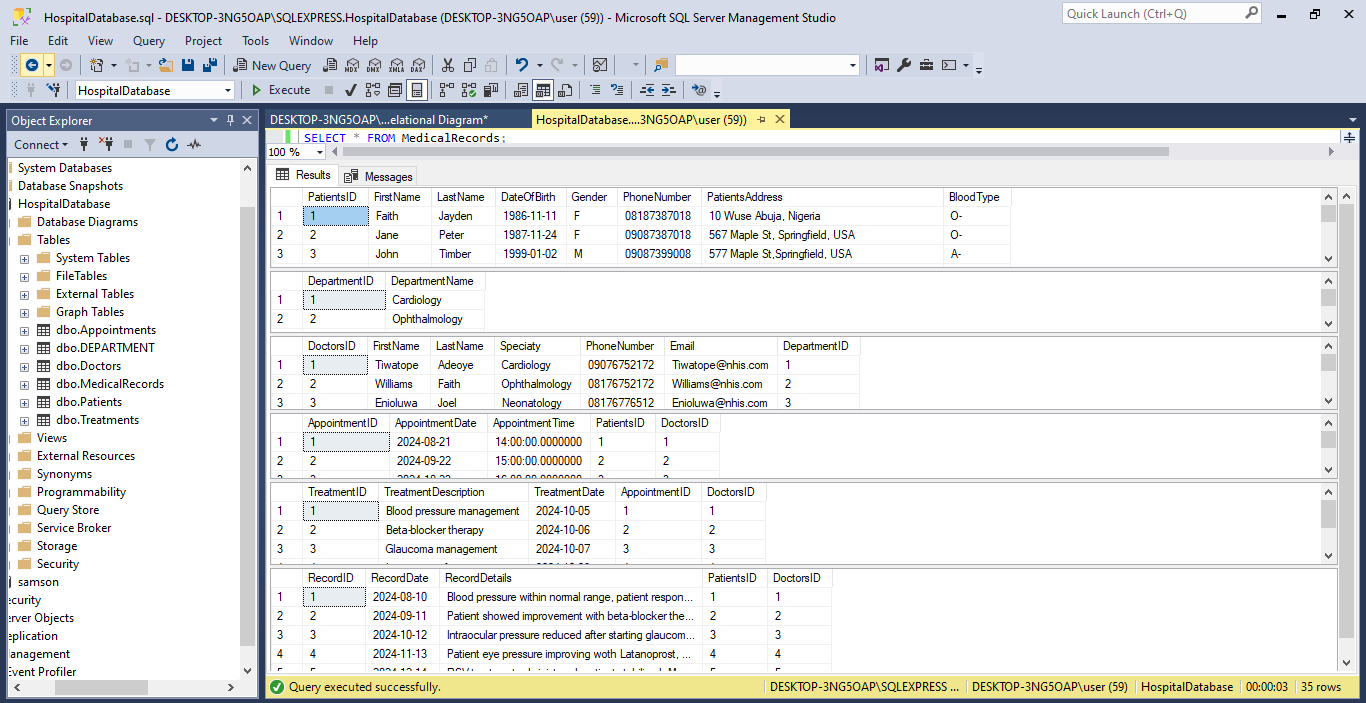 HospitalDatabase.sql - DESKTOP-3NG5OAP\SQLEXPRESS.HospitalDatabase (DESKTOP-3NG5OAP\user (59)) - Microsoft SQL Server Management Studio
Quick Launch (Ctrl+Q)
File Edit View Query Project Tools Window Help
New Query MDX DMX XMLA DAX
HospitalDatabase Execute
Object Explorer
Connect
System Databases
Database Snapshots
HospitalDatabase
Database Diagrams
Tables
System Tables
FileTables
External Tables
Graph Tables
dbo.Appointments
dbo.DEPARTMENT
dbo.Doctors
dbo.MedicalRecords
dbo.Patients
dbo.Treatments
Views
External Resources
Synonyms
Programmability
Query Store
Service Broker
Storage
Security
samson
ecurity
erver Objects
eplication
anagement
Event Profiler
DESKTOP-3NG5OAP\...elational Diagram* HospitalDatabase....3NG5OAP\user (59))
SELECT * FROM MedicalRecords;
100 %
Results Messages
PatientsID FirstName LastName DateOfBirth Gender PhoneNumber PatientsAddress BloodType
1 1 Faith Jayden 1986-11-11 F 08187387018 10 Wuse Abuja, Nigeria O-
2 2 Jane Peter 1987-11-24 F 09087387018 567 Maple St, Springfield, USA O-
3 3 John Timber 1999-01-02 M 09087399008 577 Maple St,Springfield, USA A-
DepartmentID DepartmentName
1 1 Cardiology
2 2 Ophthalmology
DoctorsID FirstName LastName Speciaty PhoneNumber Email DepartmentID
1 1 Tiwatope Adeoye Cardiology 09076752172 Tiwatope@nhis.com 1
2 2 Williams Faith Ophthalmology 08176752172 Williams@nhis.com 2
3 3 Enioluwa Joel Neonatology 08176776512 Enioluwa@nhis.com 3
AppointmentID AppointmentDate AppointmentTime PatientsID DoctorsID
1 1 2024-08-21 14:00:00.0000000 1 1
2 2 2024-09-22 15:00:00.0000000 2 2
TreatmentID TreatmentDescription TreatmentDate AppointmentID DoctorsID
1 1 Blood pressure management 2024-10-05 1 1
2 2 Beta-blocker therapy 2024-10-06 2 2
3 3 Glaucoma management 2024-10-07 3 3
RecordID RecordDate RecordDetails PatientsID DoctorsID
1 1 2024-08-10 Blood pressure within normal range, patient respon... 1 1
2 2 2024-09-11 Patient showed improvement with beta-blocker the... 2 2
3 3 2024-10-12 Intraocular pressure reduced after starting glaucom... 3 3
4 4 2024-11-13 Patient eye pressure improving woth Latanoprost, ... 4 4
Query executed successfully. DESKTOP-3NG5OAP\SQLEXPRESS ... DESKTOP-3NG5OAP\user (59) HospitalDatabase 00:00:03 35 rows